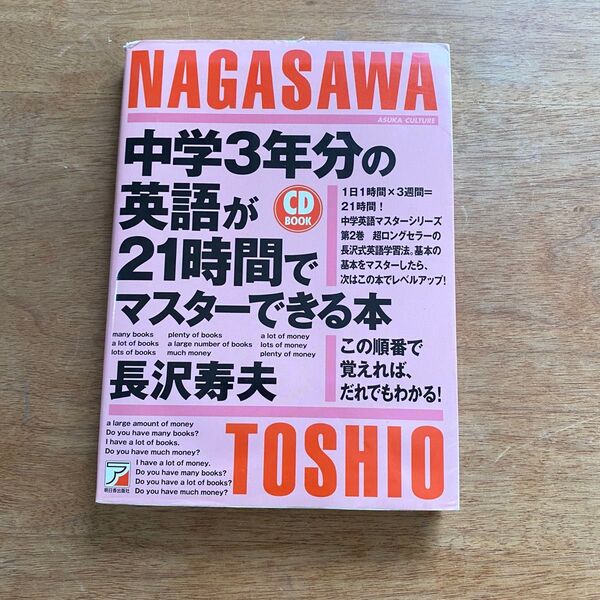 NAGASAWA
ASUKA CULTURE
中学3年分の
英語が
21時間で
マスターできる本
CD
BOOK
1日1時間×3週間=
21時間!
中学英語マスターシリーズ
第2巻 超ロングセラーの
長沢式英語学習法。基本の
基本をマスターしたら、
次はこの本でレベルアップ!
many books plenty of books a lot of money
a lot of books a large number of books lots of money
lots of books much money plenty of money
長沢寿夫
この順番で
覚えれば、
だれでもわかる!
a large amount of money
Do you have many books?
I have a lot of books.
Do you have much money?
I have a lot of money.
Do you have many books?
Do you have a lot of books?
Do you have much money?
ア
明日香出版社
TOSHIO